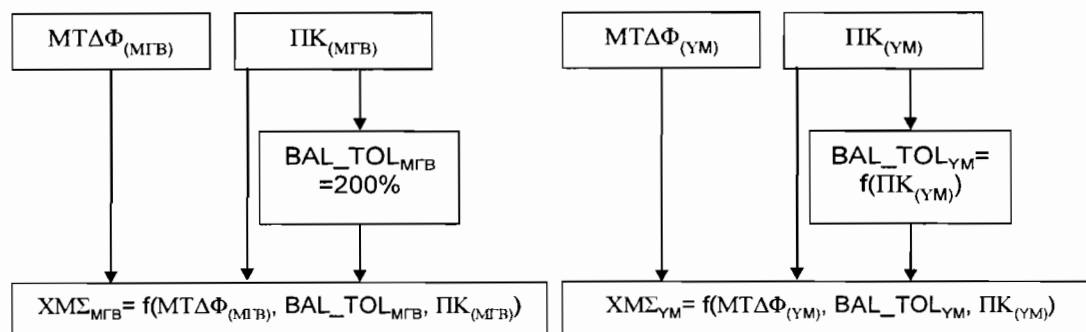 ΜΤΔΦ(ΜΓΒ)
ΠΚ(ΜΓΒ)
BAL_TOLΜΓΒ
=200%
ΧΜΣΜΓΒ= f(ΜΤΔΦ(ΜΓΒ), BAL_TOLΜΓΒ, ΠΚ(ΜΓΒ))
ΜΤΔΦ(ΥΜ)
ΠΚ(ΥΜ)
BAL_TOLΥΜ=
f(ΠΚ(ΥΜ))
ΧΜΣΥΜ= f(ΜΤΔΦ(ΥΜ), BAL_TOLΥΜ, ΠΚ(ΥΜ))